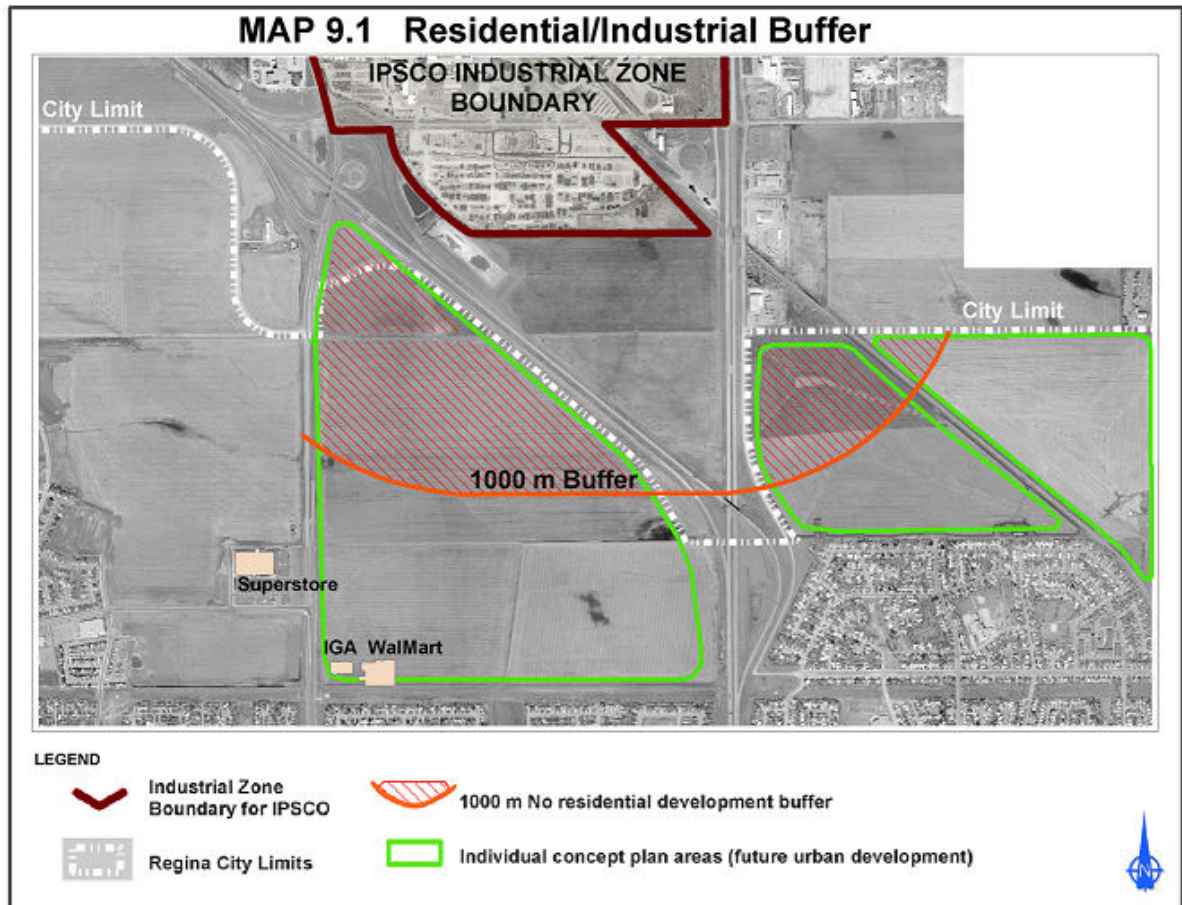 MAP 9.1 Residential/Industrial Buffer
IPSCO INDUSTRIAL ZONE
BOUNDARY
City Limit
City Limit
1000 m Buffer
Superstore
IGA WalMart
LEGEND
Industrial Zone
Boundary for IPSCO
1000 m No residential development buffer
Regina City Limits
Individual concept plan areas (future urban development)
N